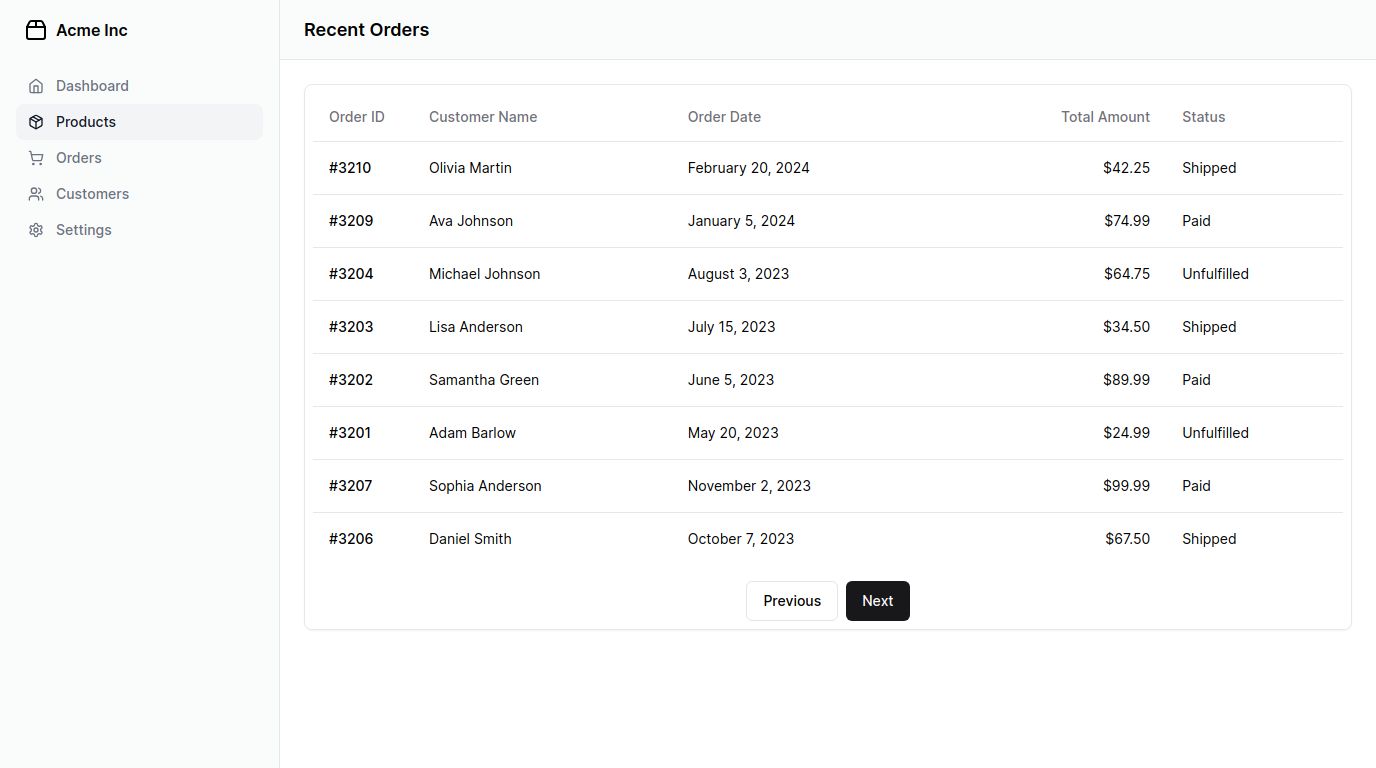 Acme Inc
Dashboard
Products
Orders
Customers
Settings
Recent Orders
Order ID Customer Name Order Date Total Amount Status
#3210 Olivia Martin February 20, 2024 $42.25 Shipped
#3209 Ava Johnson January 5, 2024 $74.99 Paid
#3204 Michael Johnson August 3, 2023 $64.75 Unfulfilled
#3203 Lisa Anderson July 15, 2023 $34.50 Shipped
#3202 Samantha Green June 5, 2023 $89.99 Paid
#3201 Adam Barlow May 20, 2023 $24.99 Unfulfilled
#3207 Sophia Anderson November 2, 2023 $99.99 Paid
#3206 Daniel Smith October 7, 2023 $67.50 Shipped
Previous Next